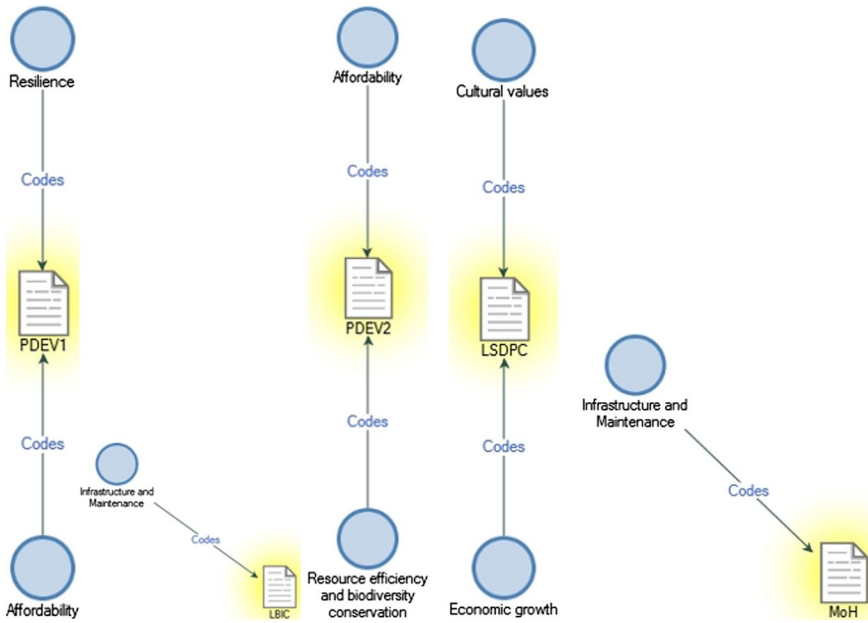 Resilience
Codes
PDEV1
Codes
Affordability
Infrastructure and
Maintenance
Codes
LBIC
Affordability
Codes
PDEV2
Codes
Resource efficiency
and biodiversity
conservation
Cultural values
Codes
LSDPC
Codes
Economic growth
Infrastructure and
Maintenance
Codes
MoH